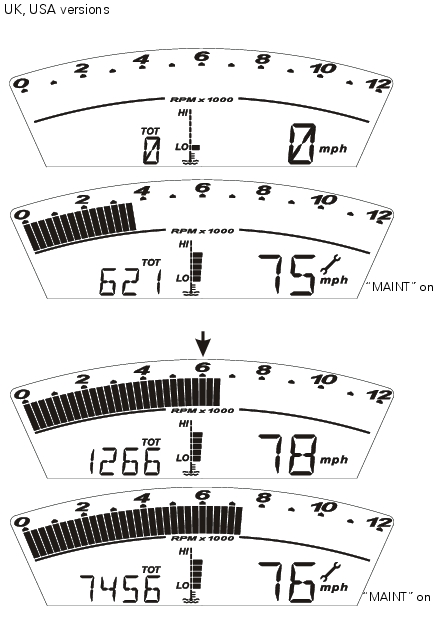 UK, USA versions
0 2 4 6 8 10 12
RPM x 1000
HI
TOT
0 LO 0 mph
0 2 4 6 8 10 12
RPM x 1000
HI
TOT 75
621 LO mph "MAINT" on
0 2 4 6 8 10 12
RPM x 1000
HI
TOT 78
1266 LO mph
0 2 4 6 8 10 12
RPM x 1000
HI
TOT 76
7456 LO mph "MAINT" on